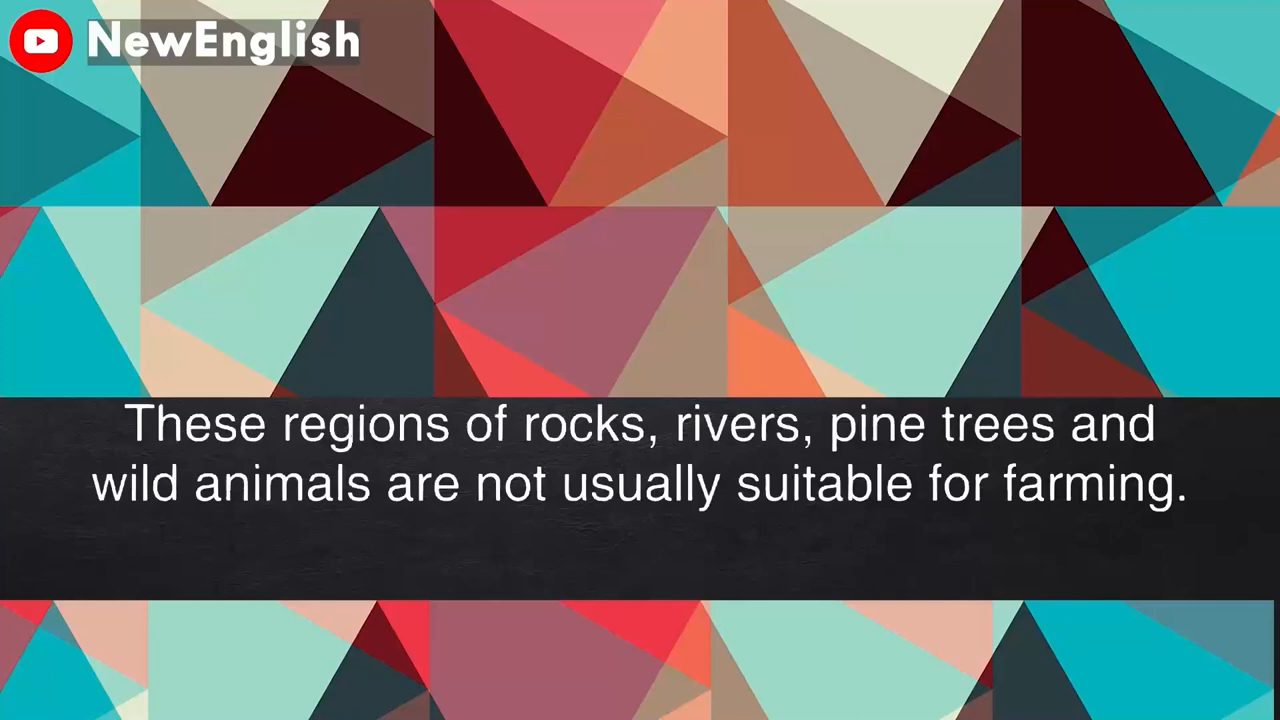 NewEnglish
These regions of rocks, rivers, pine trees and
wild animals are not usually suitable for farming.